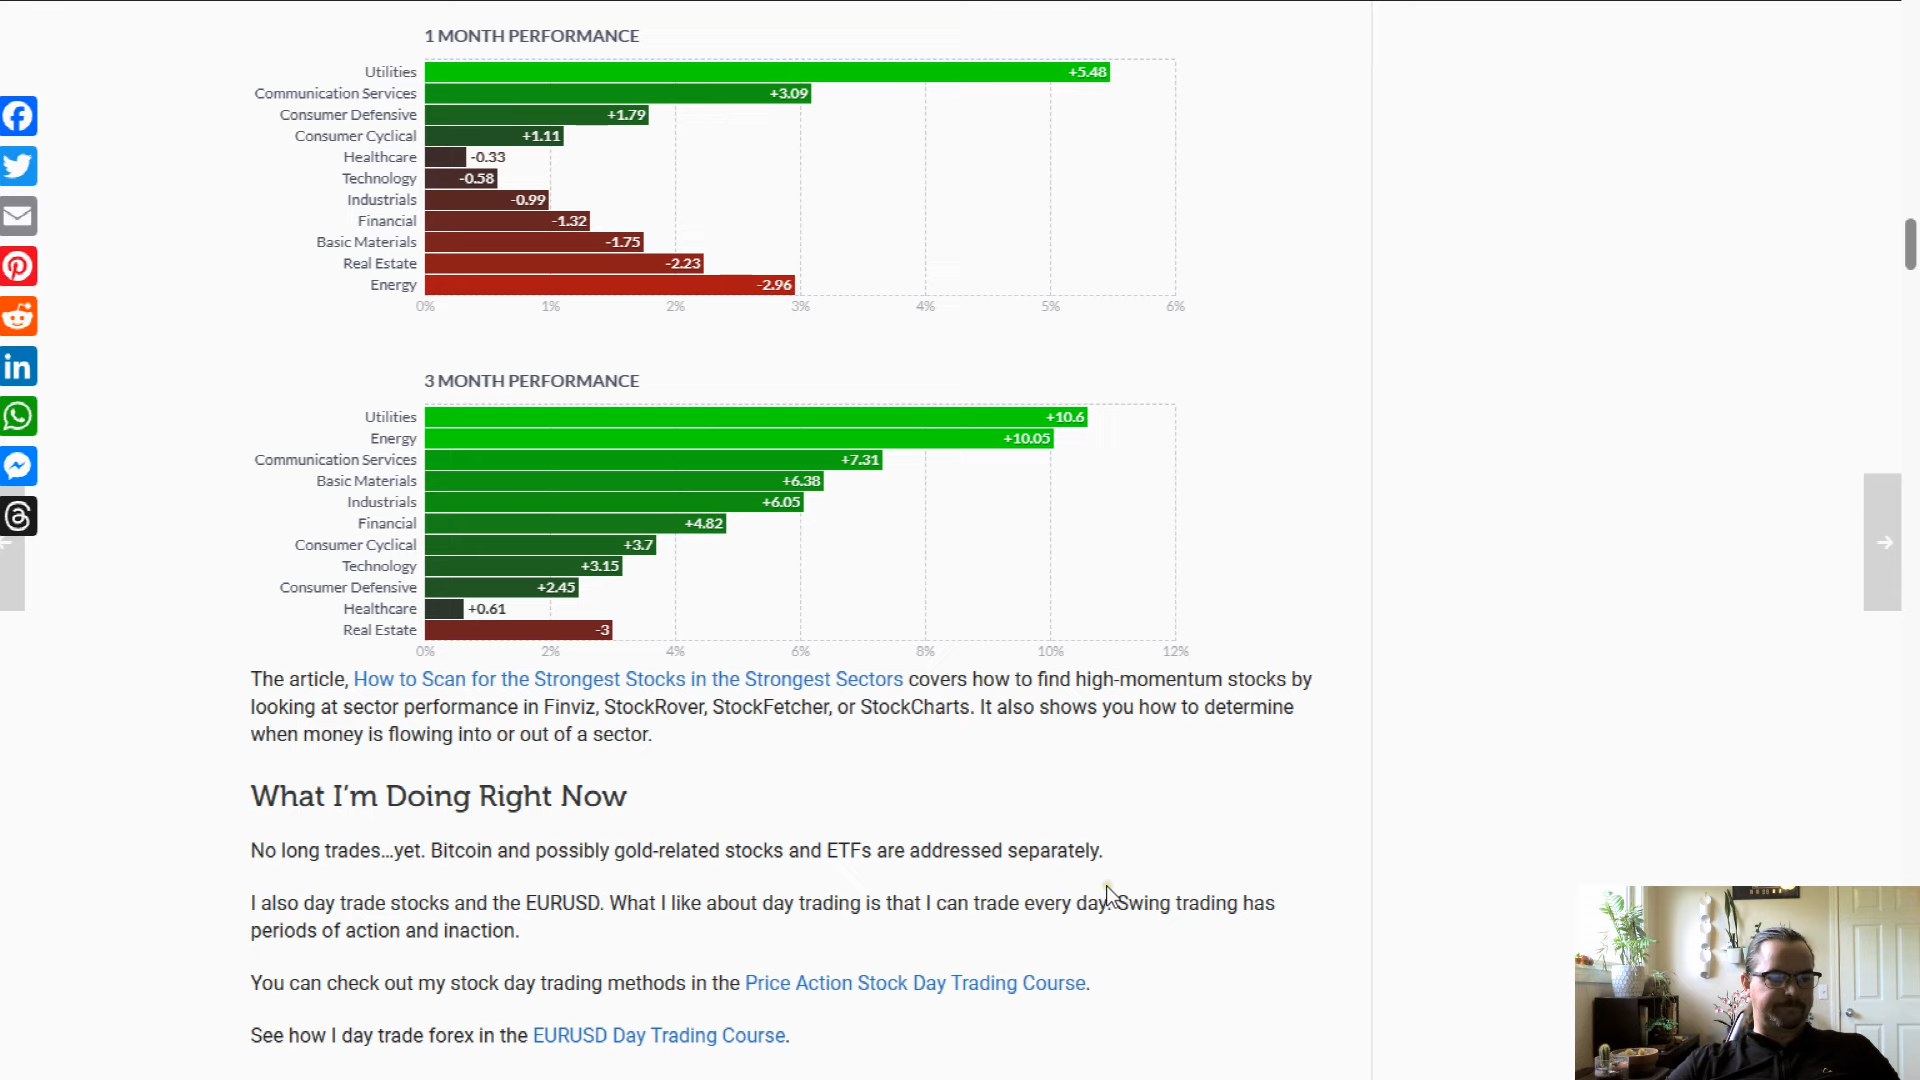 1 MONTH PERFORMANCE
Utilities +5.48
Communication Services +3.09
Consumer Defensive +1.79
Consumer Cyclical +1.11
Healthcare -0.33
Technology -0.58
Industrials -0.99
Financial -1.32
Basic Materials -1.75
Real Estate -2.23
Energy -2.96
0% 1% 2% 3% 4% 5% 6%
3 MONTH PERFORMANCE
Utilities +10.6
Energy +10.05
Communication Services +7.31
Basic Materials +6.38
Industrials +6.05
Financial +4.82
Consumer Cyclical +3.7
Technology +3.15
Consumer Defensive +2.45
Healthcare +0.61
Real Estate -3
0% 2% 4% 6% 8% 10% 12%
The article, How to Scan for the Strongest Stocks in the Strongest Sectors covers how to find high-momentum stocks by
looking at sector performance in Finviz, StockRover, StockFetcher, or StockCharts. It also shows you how to determine
when money is flowing into or out of a sector.
What I'm Doing Right Now
No long trades…yet. Bitcoin and possibly gold-related stocks and ETFs are addressed separately.
I also day trade stocks and the EURUSD. What I like about day trading is that I can trade every day. Swing trading has
periods of action and inaction.
You can check out my stock day trading methods in the Price Action Stock Day Trading Course.
See how I day trade forex in the EURUSD Day Trading Course.